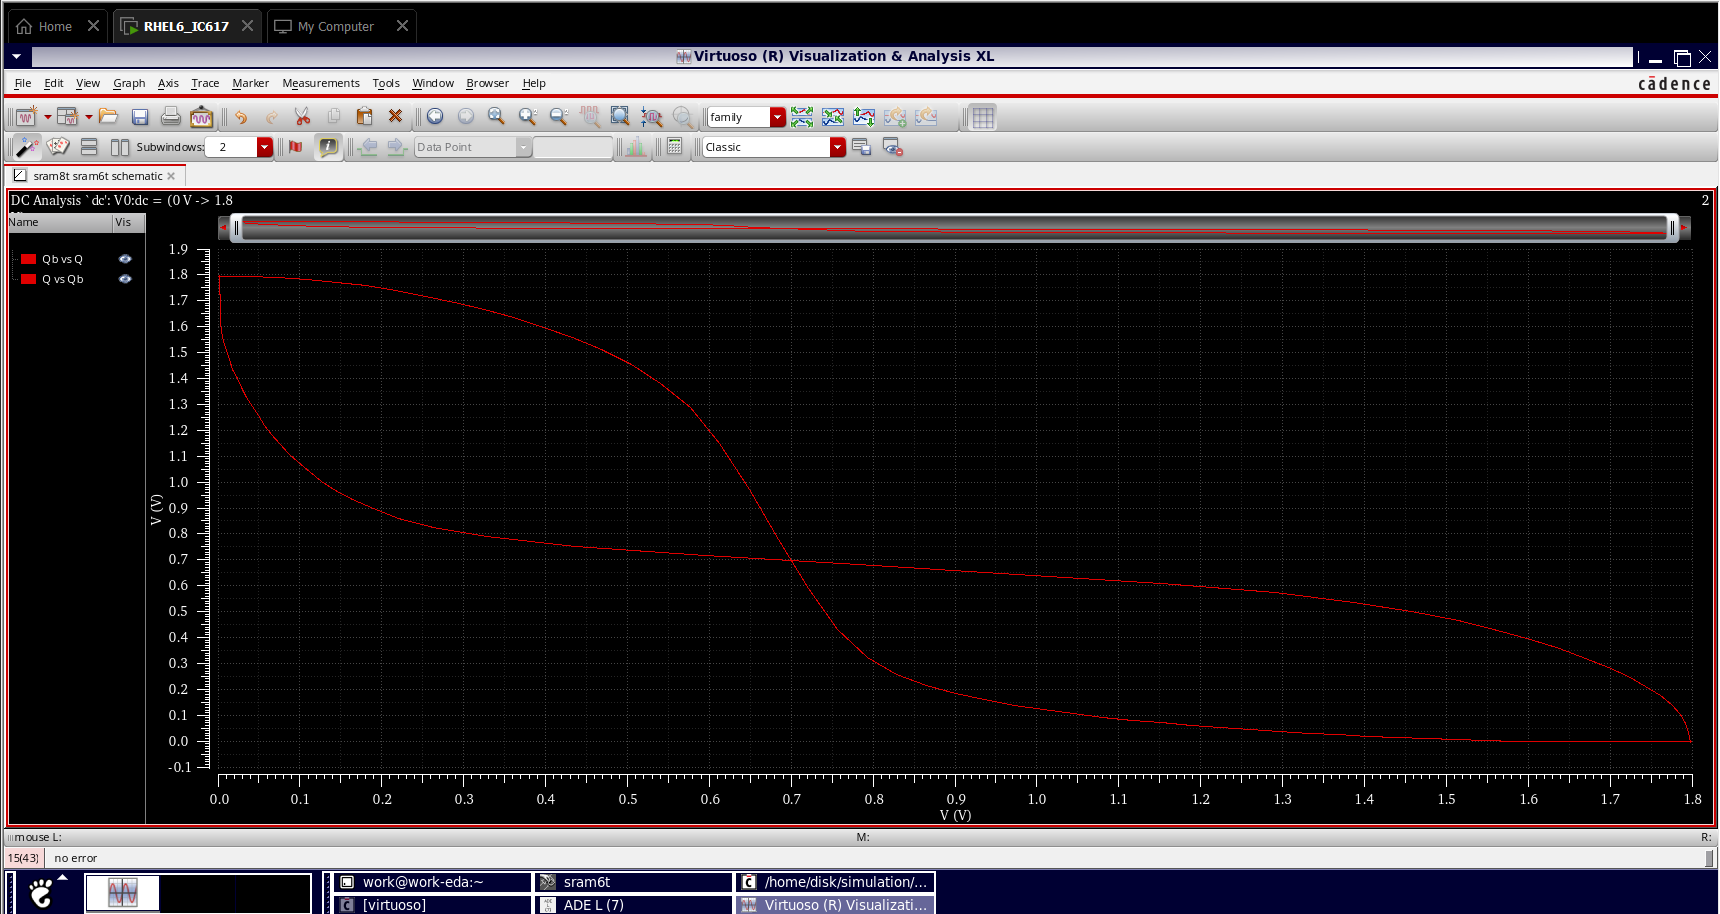 Home RHEL6_IC617 My Computer
Virtuoso (R) Visualization & Analysis XL
File Edit View Graph Axis Trace Marker Measurements Tools Window Browser Help
cādence
family
Subwindows: 2 Data Point Classic
sram8t sram6t schematic
DC Analysis `dc': V0:dc = (0 V -> 1.8
2
Name Vis
Qb vs Q
Q vs Qb
1.9
1.8
1.7
1.6
1.5
1.4
1.3
1.2
1.1
1.0
0.9
0.8
0.7
0.6
0.5
0.4
0.3
0.2
0.1
0.0
-0.1
V (V)
0.0 0.1 0.2 0.3 0.4 0.5 0.6 0.7 0.8 0.9 1.0 1.1 1.2 1.3 1.4 1.5 1.6 1.7 1.8
V (V)
mouse L: M: R:
15(43) no error
work@work-eda:~ sram6t /home/disk/simulation/...
[virtuoso] ADE L (7) Virtuoso (R) Visualizati...